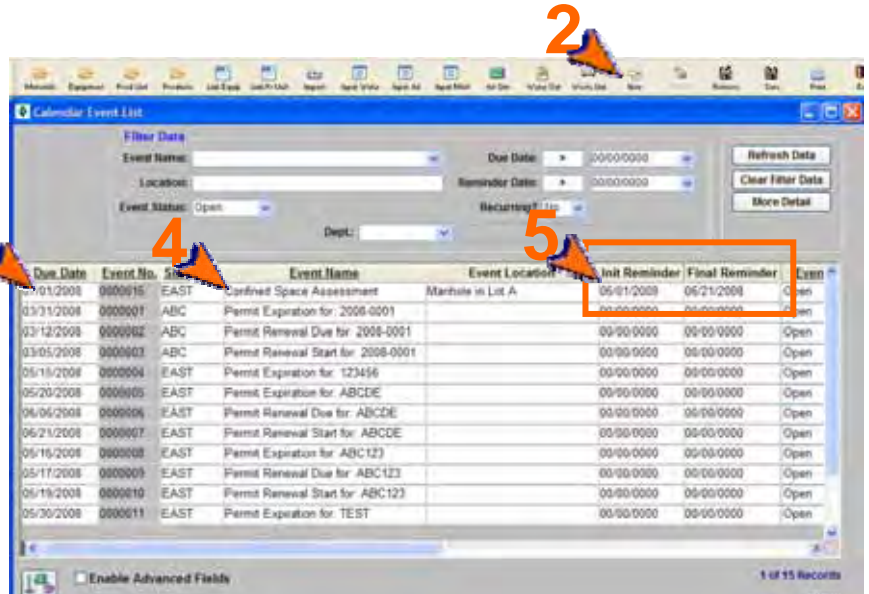 2
Calendar Event List
Filter Data
Event Name: Due Date: > 00/00/0000 Refresh Data
Location: Reminder Date: > 00/00/0000 Clear Filter Data
Event Status: Open Recurring? No More Detail
Dept.:
4 5
Due Date Event No. Event Name Event Location Init Reminder Final Reminder Even
01/2008 0000016 EAST Confined Space Assessment Manhole in Lot A 06/01/2008 06/21/2008 Open
03/31/2008 0000001 ABC Permit Expiration for: 2008-0001 00/00/0000 00/00/0000 Open
03/12/2008 0000002 ABC Permit Renewal Due for: 2008-0001 00/00/0000 00/00/0000 Open
03/05/2008 0000003 ABC Permit Renewal Start for: 2008-0001 00/00/0000 00/00/0000 Open
05/15/2008 0000004 EAST Permit Expiration for: 123456 00/00/0000 00/00/0000 Open
05/20/2008 0000005 EAST Permit Expiration for: ABCDE 00/00/0000 00/00/0000 Open
06/06/2008 0000006 EAST Permit Renewal Due for: ABCDE 00/00/0000 00/00/0000 Open
06/21/2008 0000007 EAST Permit Renewal Start for: ABCDE 00/00/0000 00/00/0000 Open
05/16/2008 0000008 EAST Permit Expiration for: ABC123 00/00/0000 00/00/0000 Open
05/17/2008 0000009 EAST Permit Renewal Due for: ABC123 00/00/0000 00/00/0000 Open
05/19/2008 0000010 EAST Permit Renewal Start for: ABC123 00/00/0000 00/00/0000 Open
05/30/2008 0000011 EAST Permit Expiration for: TEST 00/00/0000 00/00/0000 Open
Enable Advanced Fields 1 of 15 Records